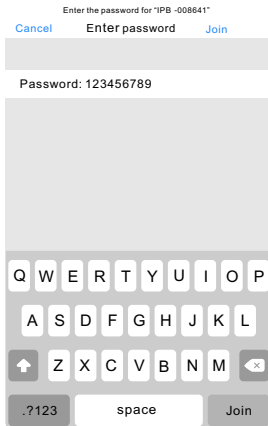 Enter the password for “IPB -008641”
Cancel Enter password Join
Password: 123456789
Q W E R T Y U I O P
A S D F G H J K L
Z X C V B N M
.?123 space Join